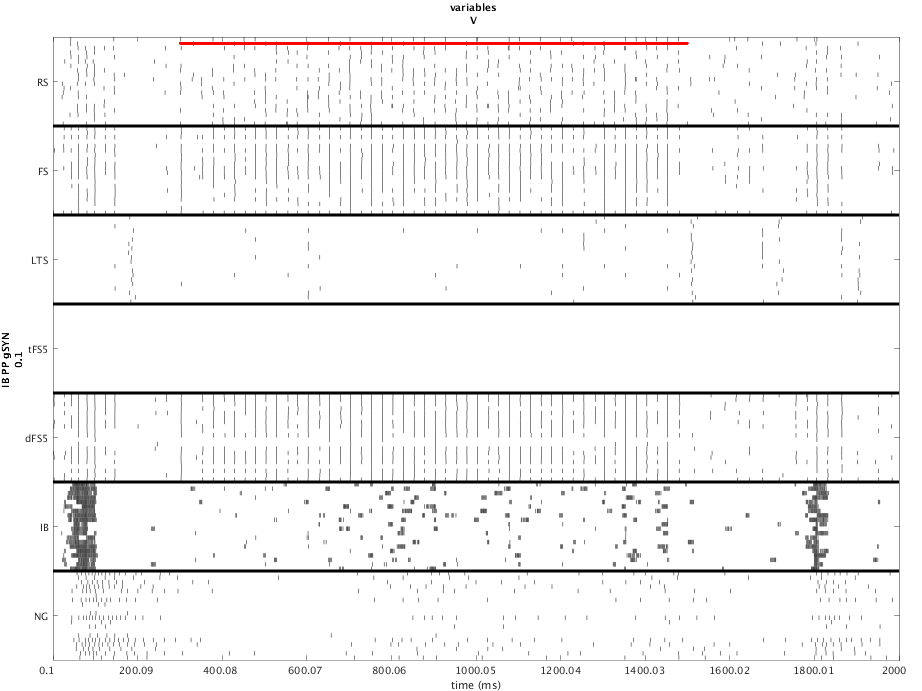 variables
V
RS
FS
LTS
tFS5
dFS5
IB
NG
IB PP gSYN
0.1
0.1 200.09 400.08 600.07 800.06 1000.05 1200.04 1400.03 1600.02 1800.01 2000
time (ms)